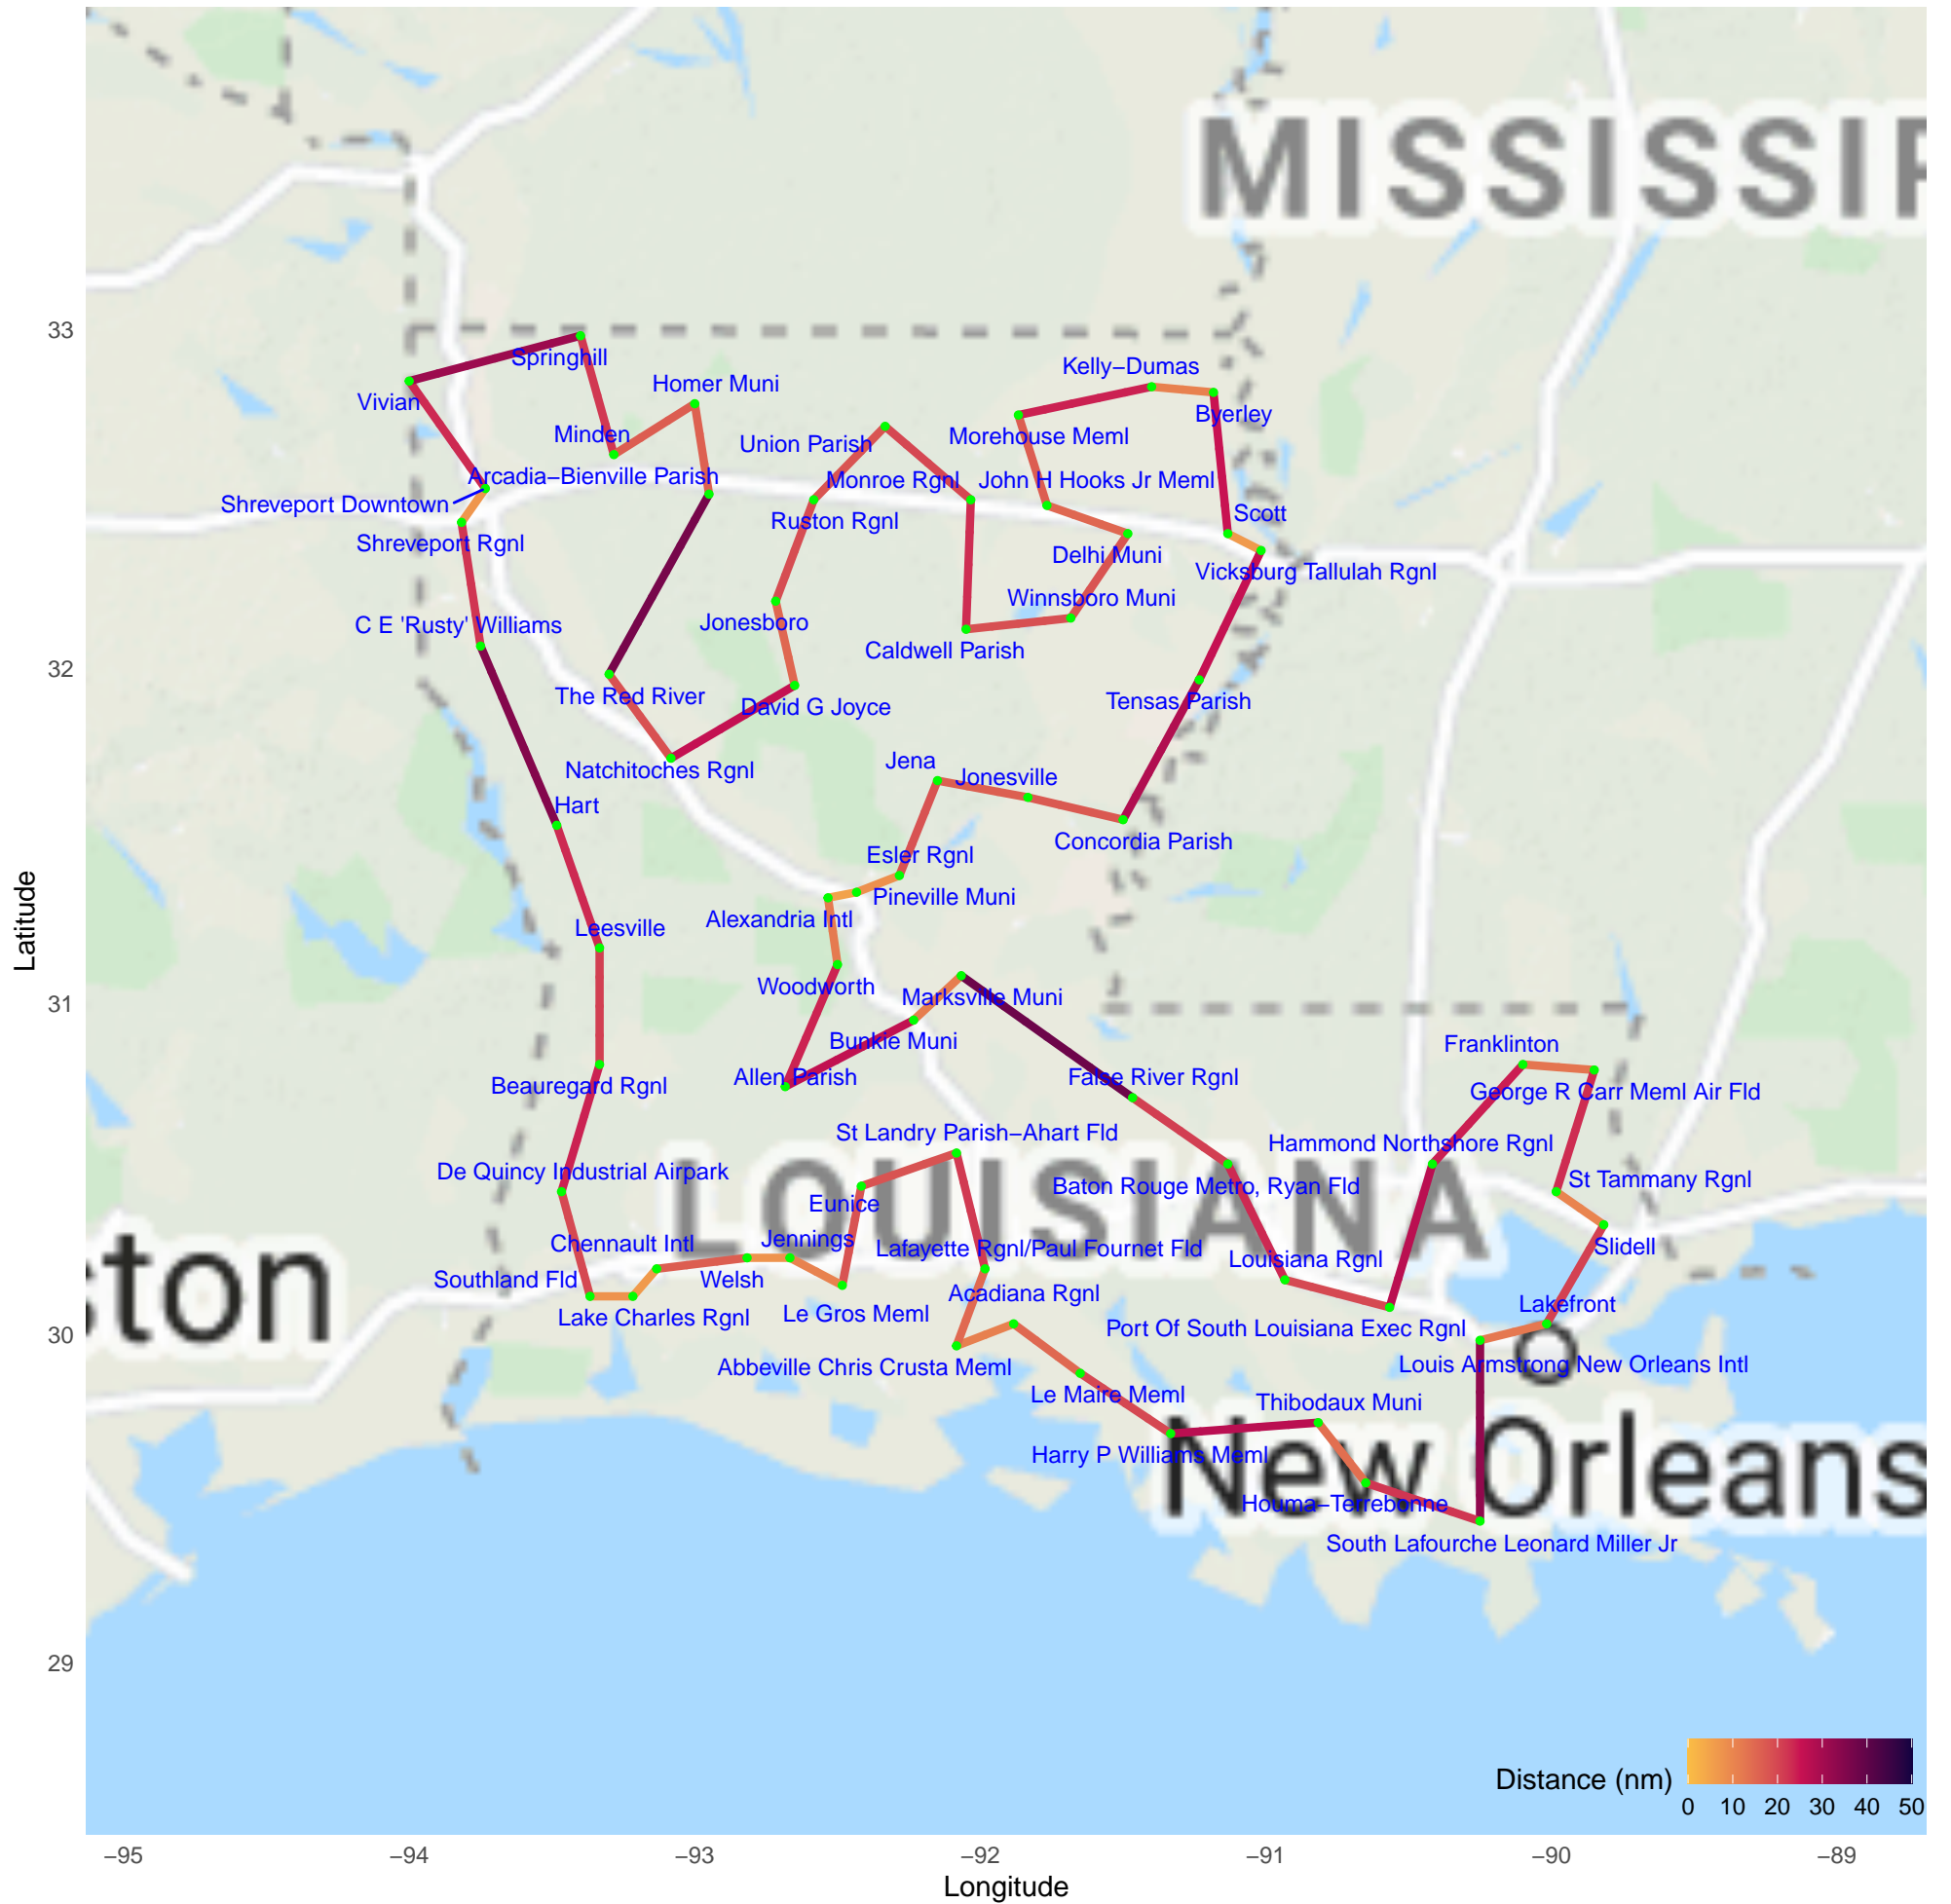 MISSISSIP
33
Springhill
Kelly−Dumas
Homer Muni
Vivian
Byerley
Minden
Morehouse Meml
Union Parish
Arcadia−Bienville Parish
Monroe Rgnl
John H Hooks Jr Meml
Shreveport Downtown
Scott
Ruston Rgnl
Shreveport Rgnl
Delhi Muni
Vicksburg Tallulah Rgnl
Winnsboro Muni
C E 'Rusty' Williams
Jonesboro
Caldwell Parish
32
The Red River
Tensas Parish
David G Joyce
Jena
Natchitoches Rgnl
Jonesville
Hart
Concordia Parish
Esler Rgnl
Pineville Muni
Alexandria Intl
Leesville
Latitude
Woodworth
Marksville Muni
31
Bunkie Muni
Franklinton
Allen Parish
False River Rgnl
Beauregard Rgnl
George R Carr Meml Air Fld
St Landry Parish−Ahart Fld
Hammond Northshore Rgnl
De Quincy Industrial Airpark
St Tammany Rgnl
Baton Rouge Metro, Ryan Fld
LOUISIANA
Eunice
Chennault Intl
Jennings
Lafayette Rgnl/Paul Fournet Fld
Slidell
Louisiana Rgnl
Southland Fld
Welsh
Acadiana Rgnl
ston
Lakefront
Le Gros Meml
Lake Charles Rgnl
Port Of South Louisiana Exec Rgnl
30
Louis Armstrong New Orleans Intl
Abbeville Chris Crusta Meml
Le Maire Meml
Thibodaux Muni
Harry P Williams Meml
New Orleans
Houma−Terrebonne
South Lafourche Leonard Miller Jr
29
Distance (nm)
0 10 20 30 40 50
−95 −94 −93 −92 −91 −90 −89
Longitude